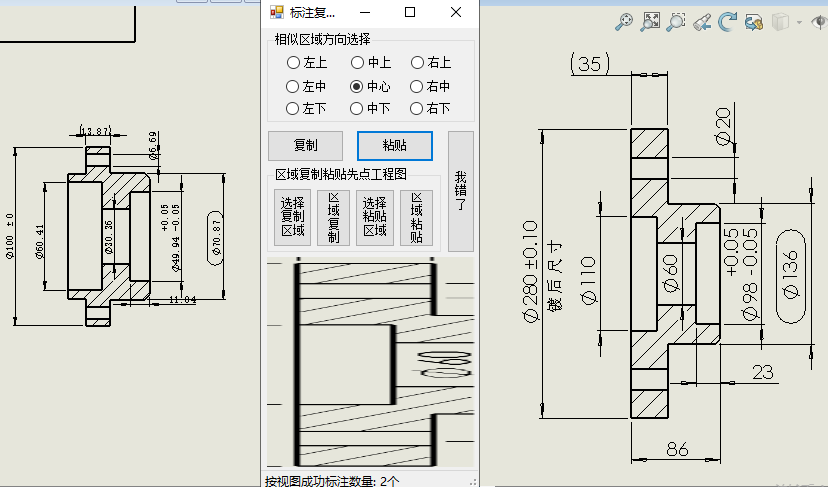 (13.87)
Ø6.69
Ø100 ±0
Ø60.41
Ø30.36
+0.05
Ø49.94 -0.05
Ø70.87
11.04
标注复...
相似区域方向选择
左上 中上 右上
左中 中心 右中
左下 中下 右下
复制 粘贴
我错了
区域复制粘贴先点工程图
选择复制区域
区域复制
选择粘贴区域
区域粘贴
按视图成功标注数量: 2个
(35)
Ø20
Ø280±0.10
镀后尺寸
Ø110
Ø60
+0.05
Ø98 -0.05
Ø136
23
86